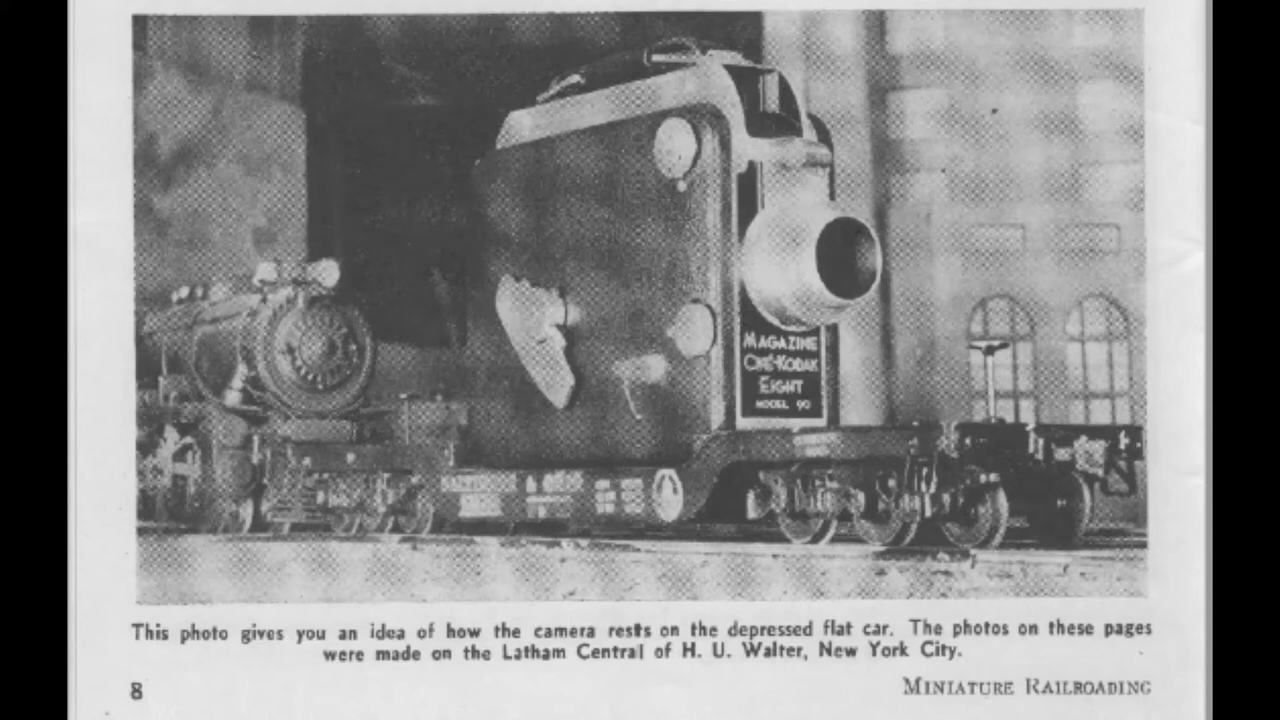 MAGAZINE
CINÉ-KODAK
EIGHT
MODEL 90
BALTIMORE & OHIO
This photo gives you an idea of how the camera rests on the depressed flat car. The photos on these pages
were made on the Latham Central of H. U. Walter, New York City.
8
MINIATURE RAILROADING